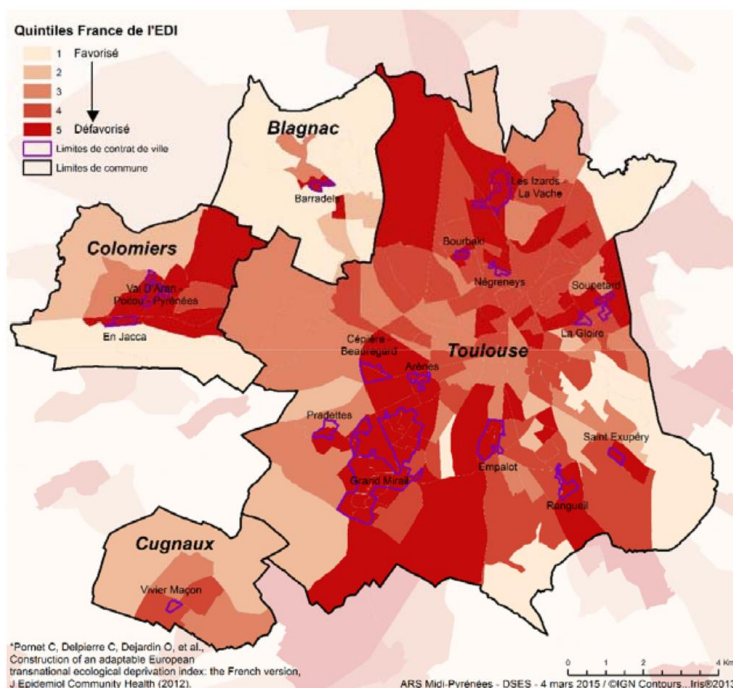 Quintiles France de l'EDI
1 Favorisé
2
3
4
5 Défavorisé
Limites de contrat de ville
Limites de commune
Blagnac
Barradels
Les Izards
La Vache
Colomiers
Bourbaki
Val D'Aran
Poitou - Pyrénées
Négreneys
Soupetard
En Jacca
La Gloire
Cépière -
Beauregard
Toulouse
Arènes
Pradettes
Saint Exupéry
Empalot
Grand Mirail
Rangueil
Cugnaux
Vivier Maçon
*Pornet C, Delpierre C, Dejardin O, et al.,
Construction of an adaptable European
transnational ecological deprivation index: the French version,
J Epidemiol Community Health (2012).
0 2 4 Km
ARS Midi-Pyrénées - DSES - 4 mars 2015 / ©IGN Contours...Iris®2013